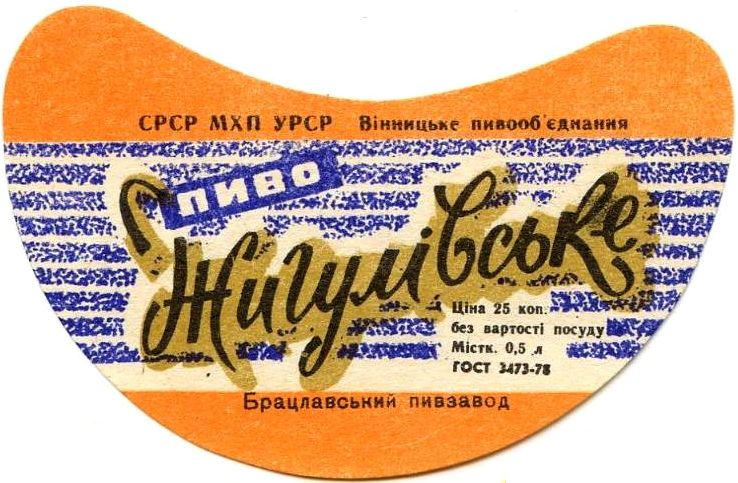 СРСР МХП УРСР Вінницьке пивооб'єднання
пиво
Жигулівське
Ціна 25 коп.
без вартості посуду
Містк. 0,5 л
ГОСТ 3473-78
Брацлавський пивзавод